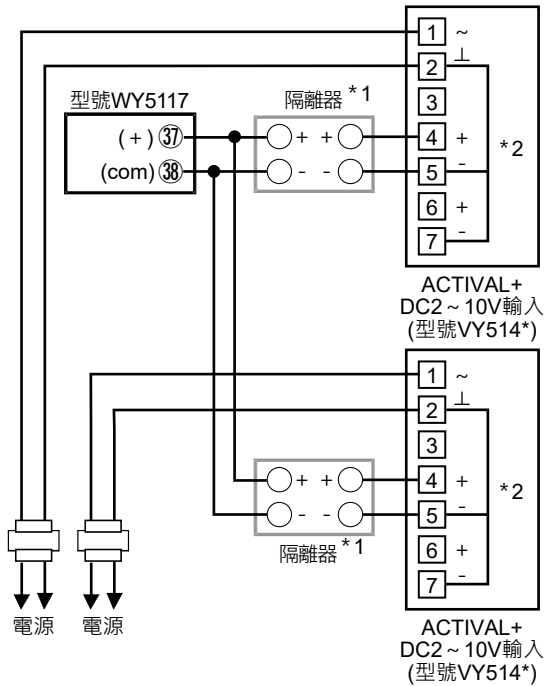 1 ~
2 ⊥
型號WY5117
隔離器 *1
3
(+) ㊲
+ +
4 +
*2
(com) ㊳
- -
5 -
6 +
7 -
ACTIVAL+
DC2~10V輸入
(型號VY514*)
1 ~
2 ⊥
3
+ +
4 +
*2
- -
5 -
隔離器 *1
6 +
7 -
電源 電源
ACTIVAL+
DC2~10V輸入
(型號VY514*)